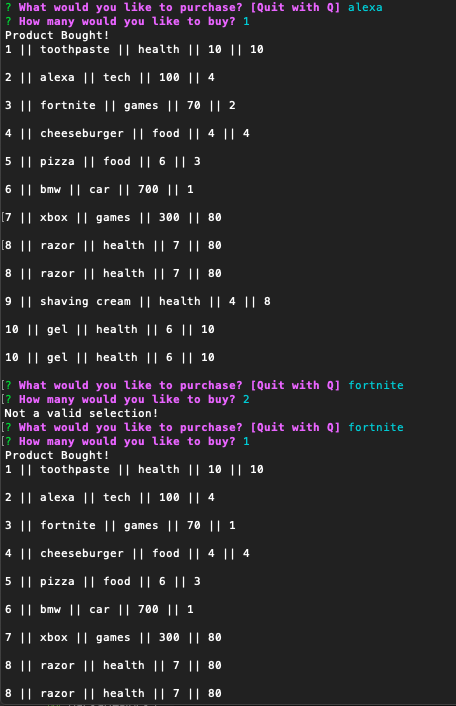 ? What would you like to purchase? [Quit with Q] alexa
? How many would you like to buy? 1
Product Bought!
1 || toothpaste || health || 10 || 10
2 || alexa || tech || 100 || 4
3 || fortnite || games || 70 || 2
4 || cheeseburger || food || 4 || 4
5 || pizza || food || 6 || 3
6 || bmw || car || 700 || 1
[7 || xbox || games || 300 || 80
[8 || razor || health || 7 || 80
8 || razor || health || 7 || 80
9 || shaving cream || health || 4 || 8
10 || gel || health || 6 || 10
10 || gel || health || 6 || 10
[? What would you like to purchase? [Quit with Q] fortnite
[? How many would you like to buy? 2
Not a valid selection!
[? What would you like to purchase? [Quit with Q] fortnite
[? How many would you like to buy? 1
Product Bought!
1 || toothpaste || health || 10 || 10
2 || alexa || tech || 100 || 4
3 || fortnite || games || 70 || 1
4 || cheeseburger || food || 4 || 4
5 || pizza || food || 6 || 3
6 || bmw || car || 700 || 1
7 || xbox || games || 300 || 80
8 || razor || health || 7 || 80
8 || razor || health || 7 || 80